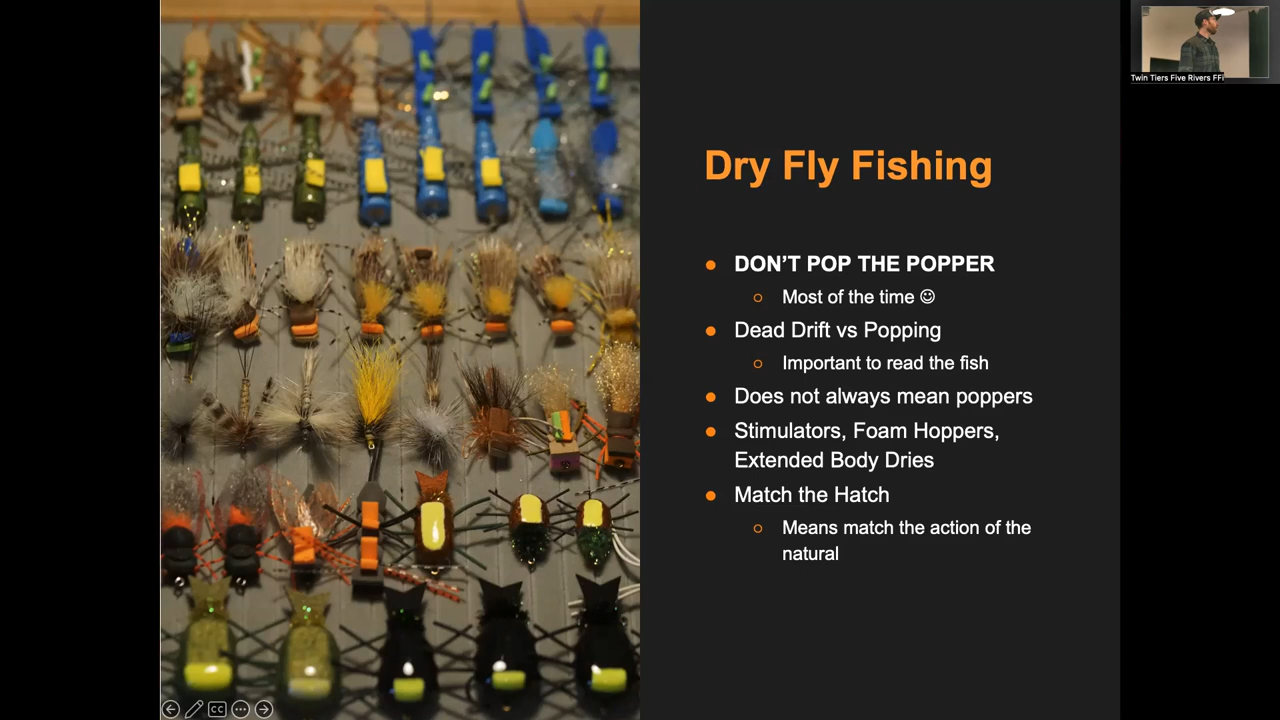 Twin Tiers Five Rivers FFi
Dry Fly Fishing
DON'T POP THE POPPER
Most of the time ☺
Dead Drift vs Popping
Important to read the fish
Does not always mean poppers
Stimulators, Foam Hoppers,
Extended Body Dries
Match the Hatch
Means match the action of the
natural
CC